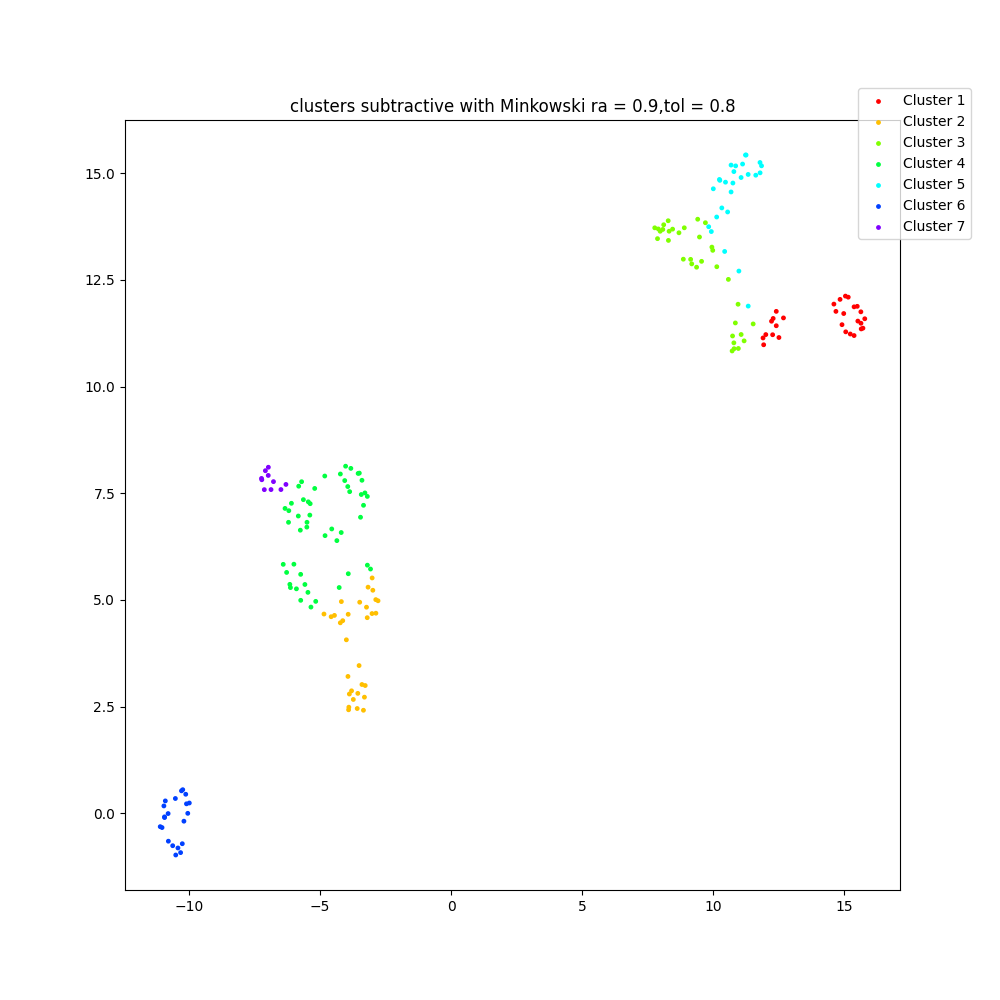 clusters subtractive with Minkowski ra = 0.9,tol = 0.8
Cluster 1
Cluster 2
Cluster 3
Cluster 4
Cluster 5
Cluster 6
Cluster 7
15.0
12.5
10.0
7.5
5.0
2.5
0.0
−10 −5 0 5 10 15